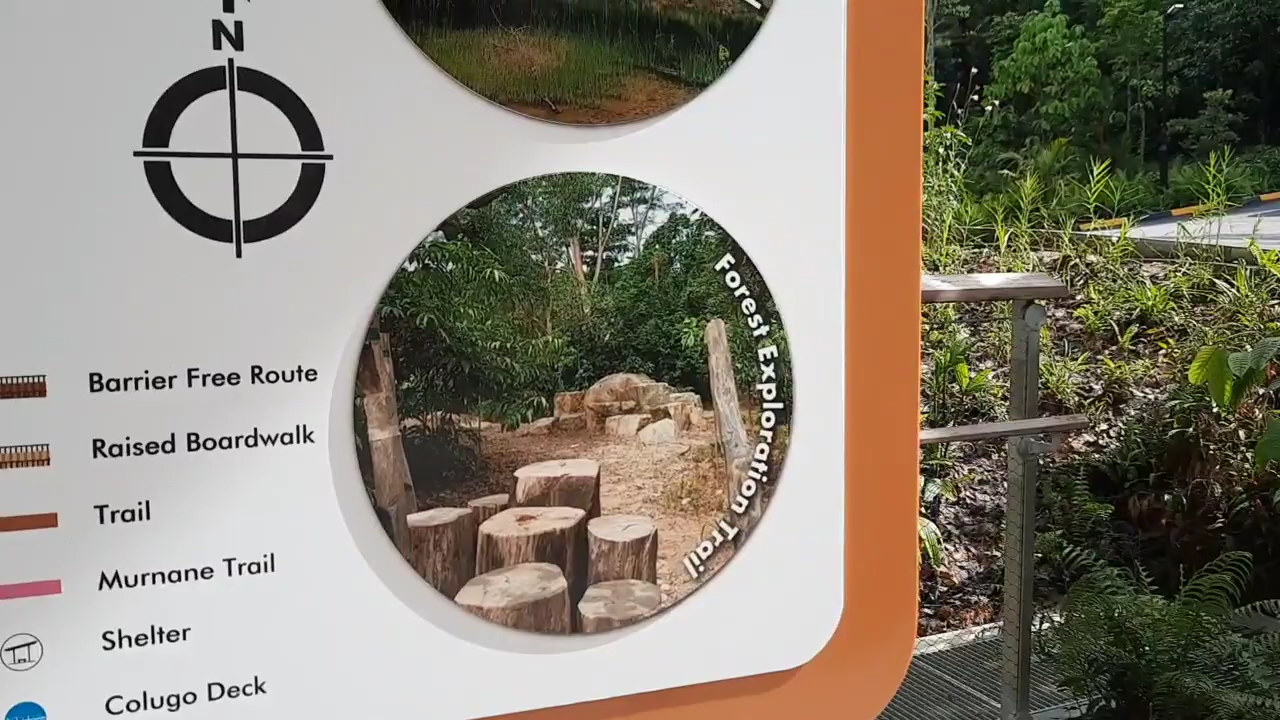 N
Forest Exploration Trail
Barrier Free Route
Raised Boardwalk
Trail
Murnane Trail
Shelter
Colugo Deck